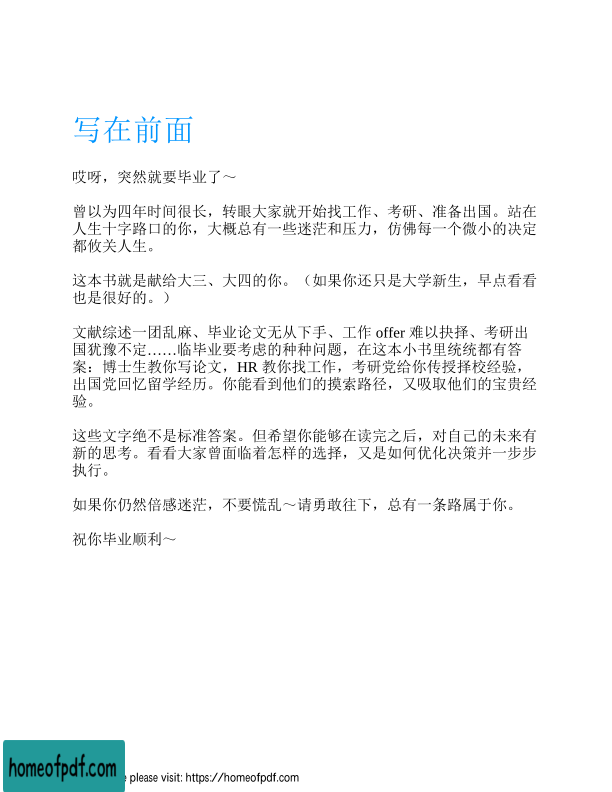 写在前面
哎呀，突然就要毕业了～
曾以为四年时间很长，转眼大家就开始找工作、考研、准备出国。站在
人生十字路口的你，大概总有一些迷茫和压力，仿佛每一个微小的决定
都攸关人生。
这本书就是献给大三、大四的你。（如果你还只是大学新生，早点看看
也是很好的。）
文献综述一团乱麻、毕业论文无从下手、工作 offer 难以抉择、考研出
国犹豫不定……临毕业要考虑的种种问题，在这本小书里统统都有答
案：博士生教你写论文，HR 教你找工作，考研党给你传授择校经验，
出国党回忆留学经历。你能看到他们的摸索路径，又吸取他们的宝贵经
验。
这些文字绝不是标准答案。但希望你能够在读完之后，对自己的未来有
新的思考。看看大家曾面临着怎样的选择，又是如何优化决策并一步步
执行。
如果你仍然倍感迷茫，不要慌乱～请勇敢往下，总有一条路属于你。
祝你毕业顺利～
homeofpdf.com
please visit: https://homeofpdf.com